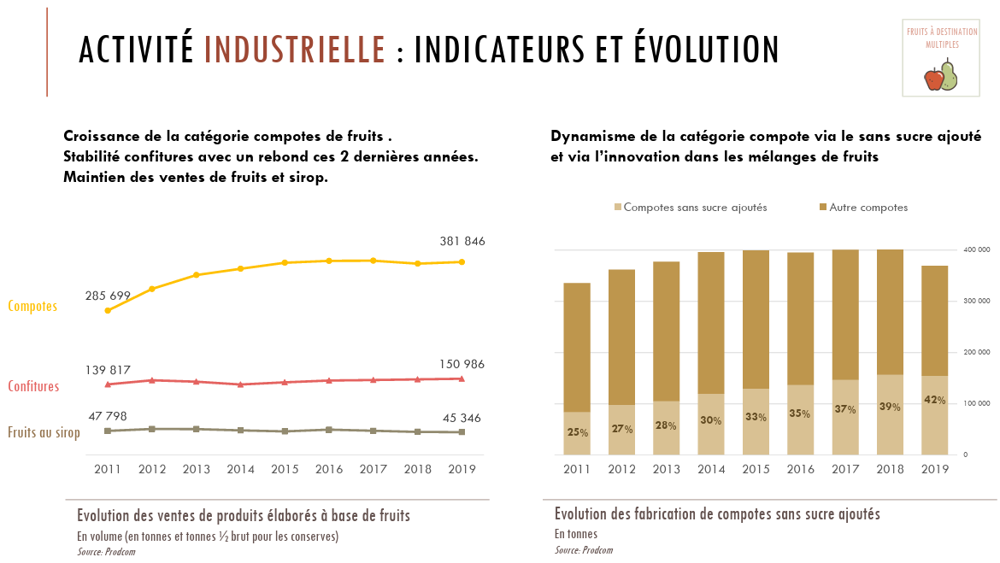 ACTIVITÉ INDUSTRIELLE : INDICATEURS ET ÉVOLUTION
FRUITS À DESTINATION
MULTIPLES
Croissance de la catégorie compotes de fruits .
Stabilité confitures avec un rebond ces 2 dernières années.
Maintien des ventes de fruits et sirop.
381 846
285 699
Compotes
139 817
150 986
Confitures
47 798
45 346
Fruits au sirop
2011 2012 2013 2014 2015 2016 2017 2018 2019
Evolution des ventes de produits élaborés à base de fruits
En volume (en tonnes et tonnes ½ brut pour les conserves)
Source: Prodcom
Dynamisme de la catégorie compote via le sans sucre ajouté
et via l’innovation dans les mélanges de fruits
Compotes sans sucre ajoutés Autre compotes
400 000
300 000
200 000
100 000
0
25% 27% 28% 30% 33% 35% 37% 39% 42%
2011 2012 2013 2014 2015 2016 2017 2018 2019
Evolution des fabrication de compotes sans sucre ajoutés
En tonnes
Source: Prodcom